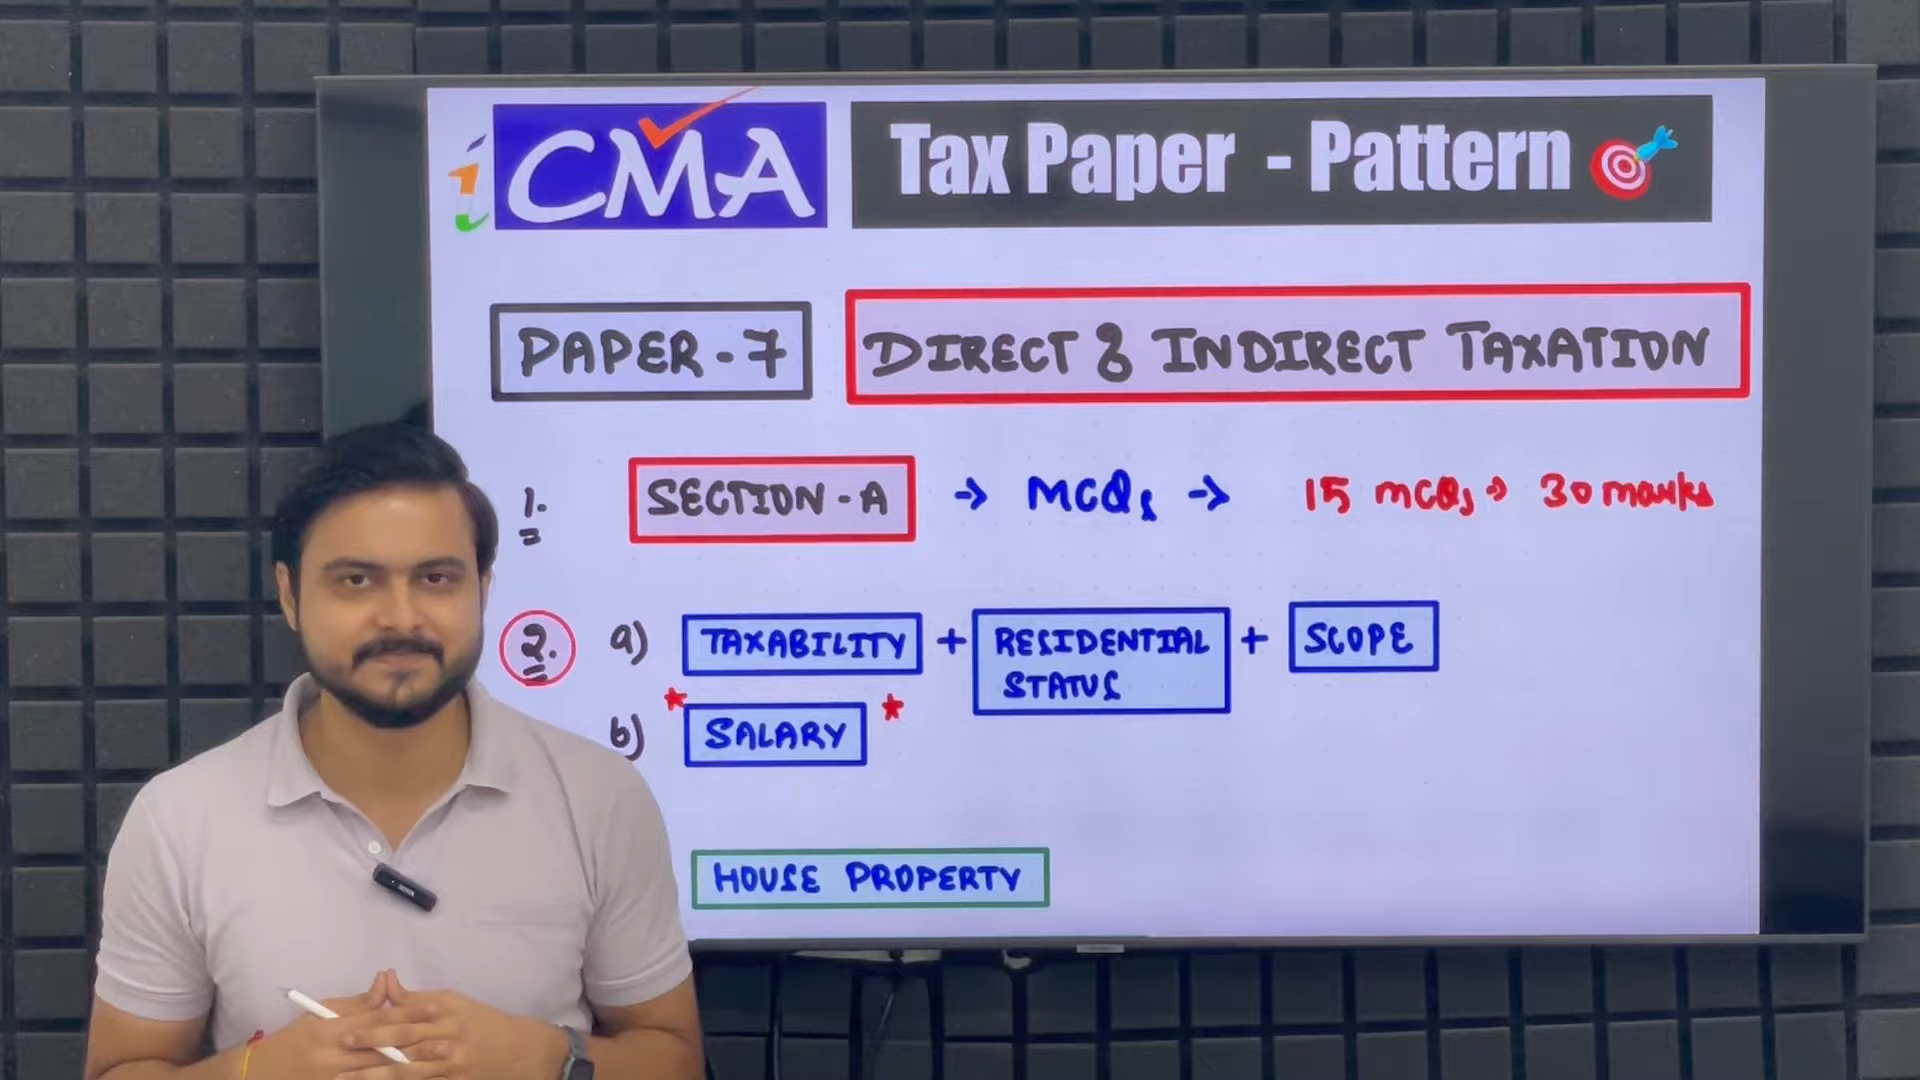 iCMA
Tax Paper - Pattern
PAPER-7 DIRECT & INDIRECT TAXATION
1. SECTION-A → MCQs → 15 MCQs → 30 marks
2. a) TAXABILITY + RESIDENTIAL STATUS + SCOPE
b) * SALARY *
HOUSE PROPERTY